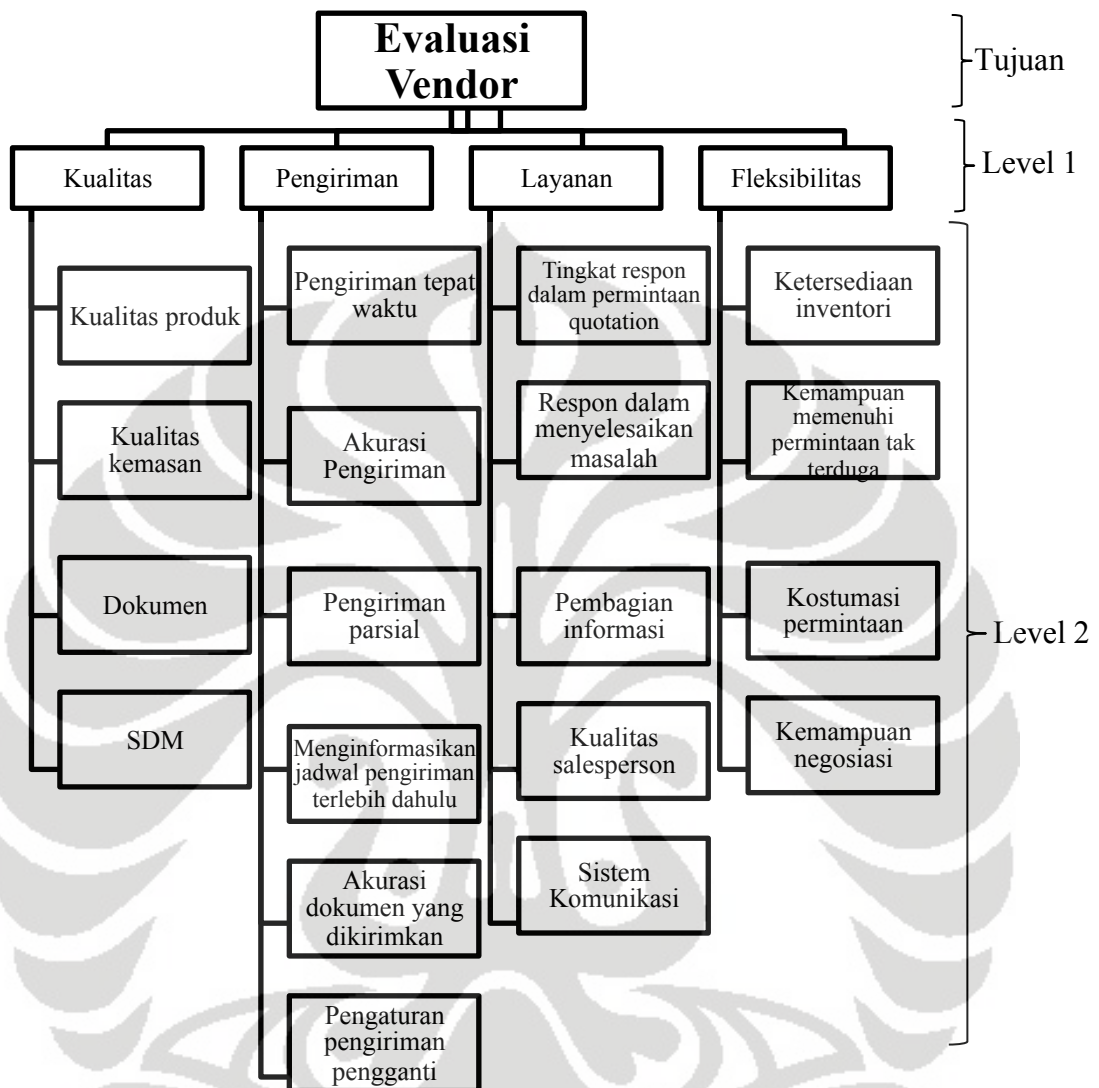 Evaluasi
Vendor
Tujuan
Kualitas
Pengiriman
Layanan
Fleksibilitas
Level 1
Kualitas produk
Kualitas
kemasan
Dokumen
SDM
Pengiriman tepat
waktu
Akurasi
Pengiriman
Pengiriman
parsial
Menginformasikan
jadwal pengiriman
terlebih dahulu
Akurasi
dokumen yang
dikirimkan
Pengaturan
pengiriman
pengganti
Tingkat respon
dalam permintaan
quotation
Respon dalam
menyelesaikan
masalah
Pembagian
informasi
Kualitas
salesperson
Sistem
Komunikasi
Ketersediaan
inventori
Kemampuan
memenuhi
permintaan tak
terduga
Kostumasi
permintaan
Kemampuan
negosiasi
Level 2